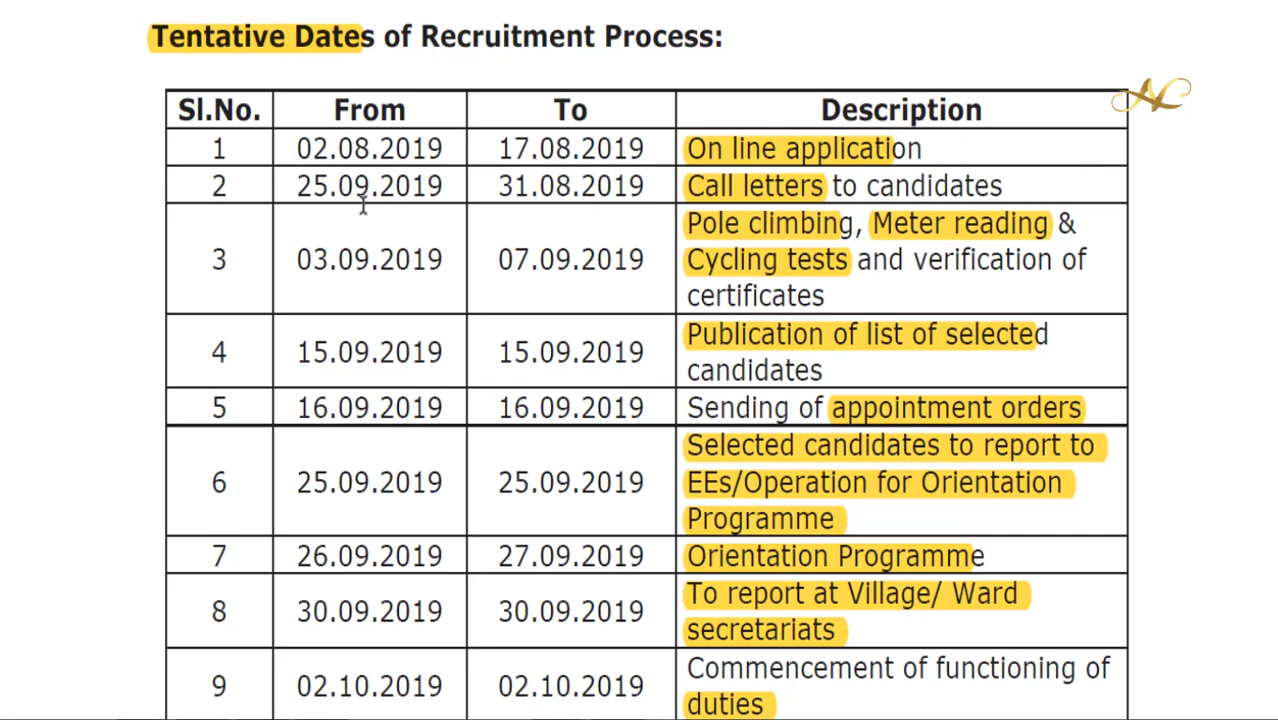 Tentative Dates of Recruitment Process:
Sl.No. From To Description
1 02.08.2019 17.08.2019 On line application
2 25.09.2019 31.08.2019 Call letters to candidates
3 03.09.2019 07.09.2019 Pole climbing, Meter reading &
Cycling tests and verification of
certificates
4 15.09.2019 15.09.2019 Publication of list of selected
candidates
5 16.09.2019 16.09.2019 Sending of appointment orders
6 25.09.2019 25.09.2019 Selected candidates to report to
EEs/Operation for Orientation
Programme
7 26.09.2019 27.09.2019 Orientation Programme
8 30.09.2019 30.09.2019 To report at Village/ Ward
secretariats
9 02.10.2019 02.10.2019 Commencement of functioning of
duties
AC